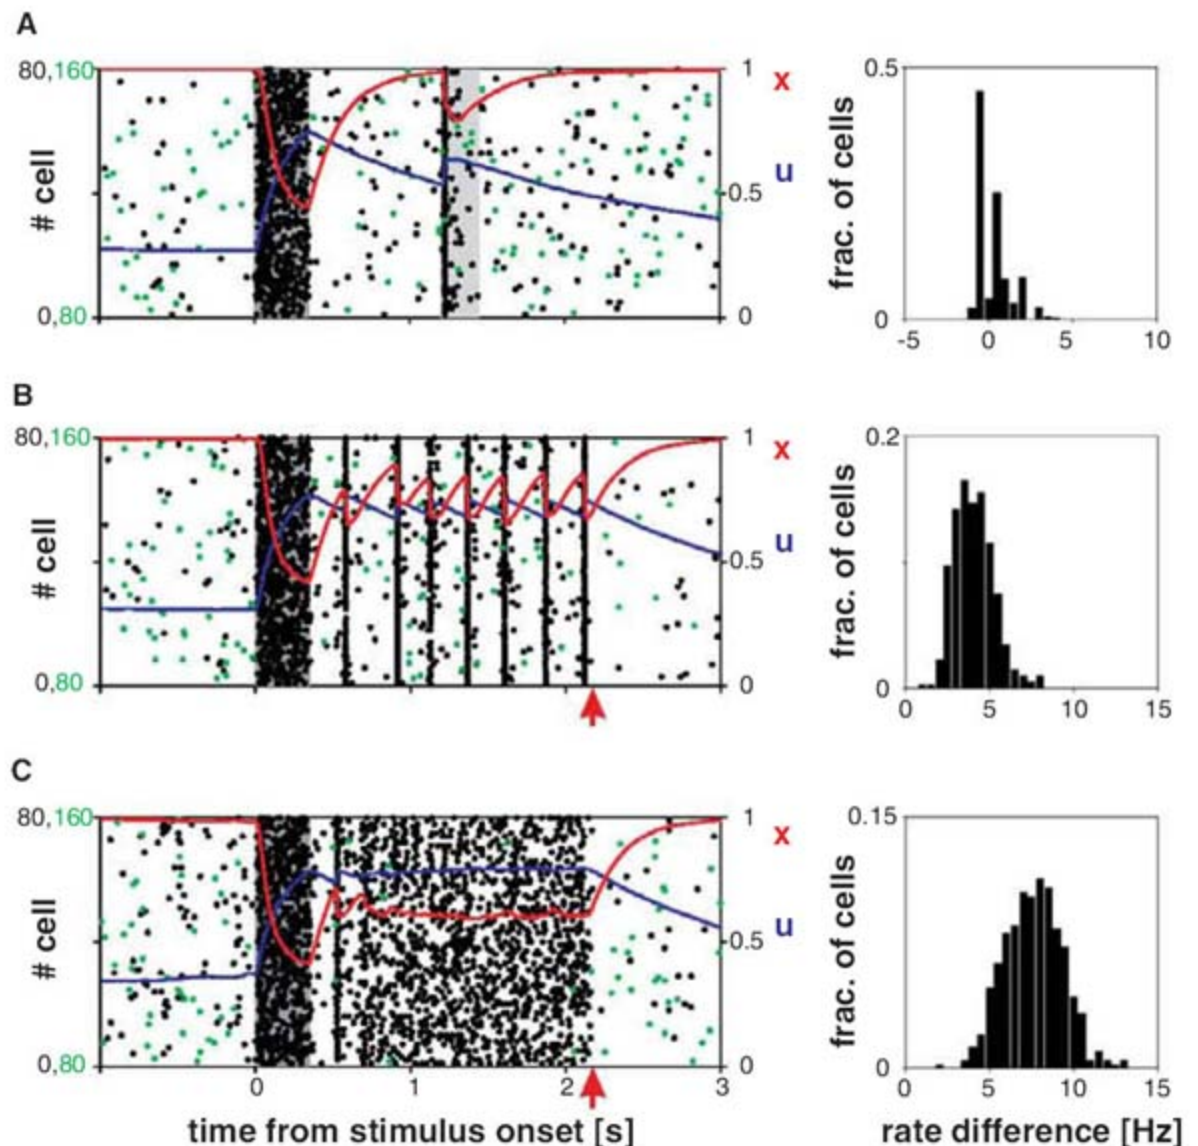 A
80,160
# cell
0,80
1
x
u
0.5
0
0.5
frac. of cells
0
-5 0 5 10
B
80,160
# cell
0,80
1
x
u
0.5
0
0.2
frac. of cells
0
0 5 10 15
C
80,160
# cell
0,80
1
x
u
0.5
0
0 1 2 3
time from stimulus onset [s]
0.15
frac. of cells
0
0 5 10 15
rate difference [Hz]